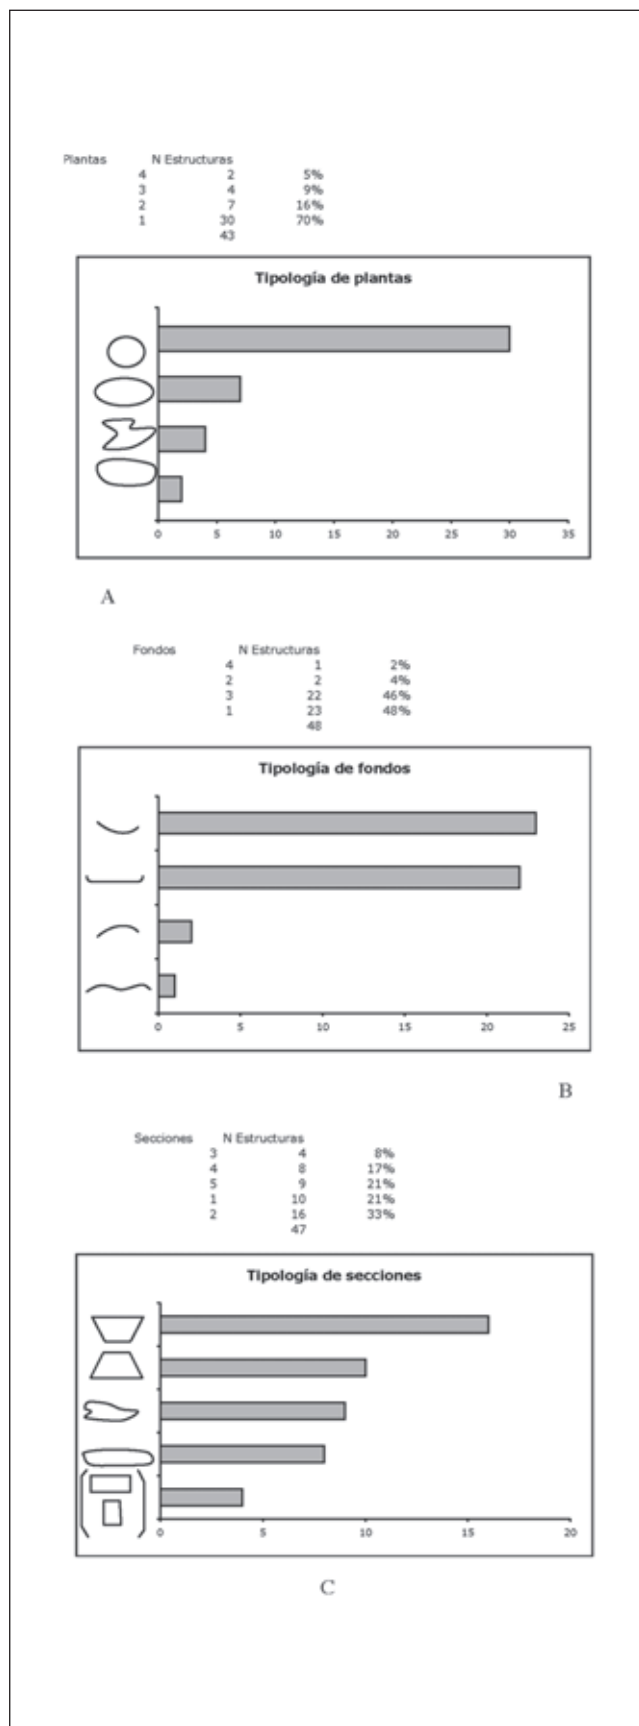 Plantas N Estructuras
4 2 5%
3 4 9%
2 7 16%
1 30 70%
43
Tipología de plantas
0 5 10 15 20 25 30 35
A
Fondos N Estructuras
4 1 2%
2 2 4%
3 22 46%
1 23 48%
48
Tipología de fondos
0 5 10 15 20 25
B
Secciones N Estructuras
3 4 8%
4 8 17%
5 9 21%
1 10 21%
2 16 33%
47
Tipología de secciones
0 5 10 15 20
C